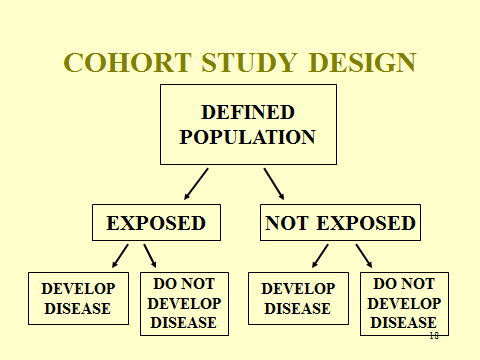 COHORT STUDY DESIGN
DEFINED
POPULATION
EXPOSED
NOT EXPOSED
DEVELOP
DISEASE
DO NOT
DEVELOP
DISEASE
DEVELOP
DISEASE
DO NOT
DEVELOP
DISEASE
18